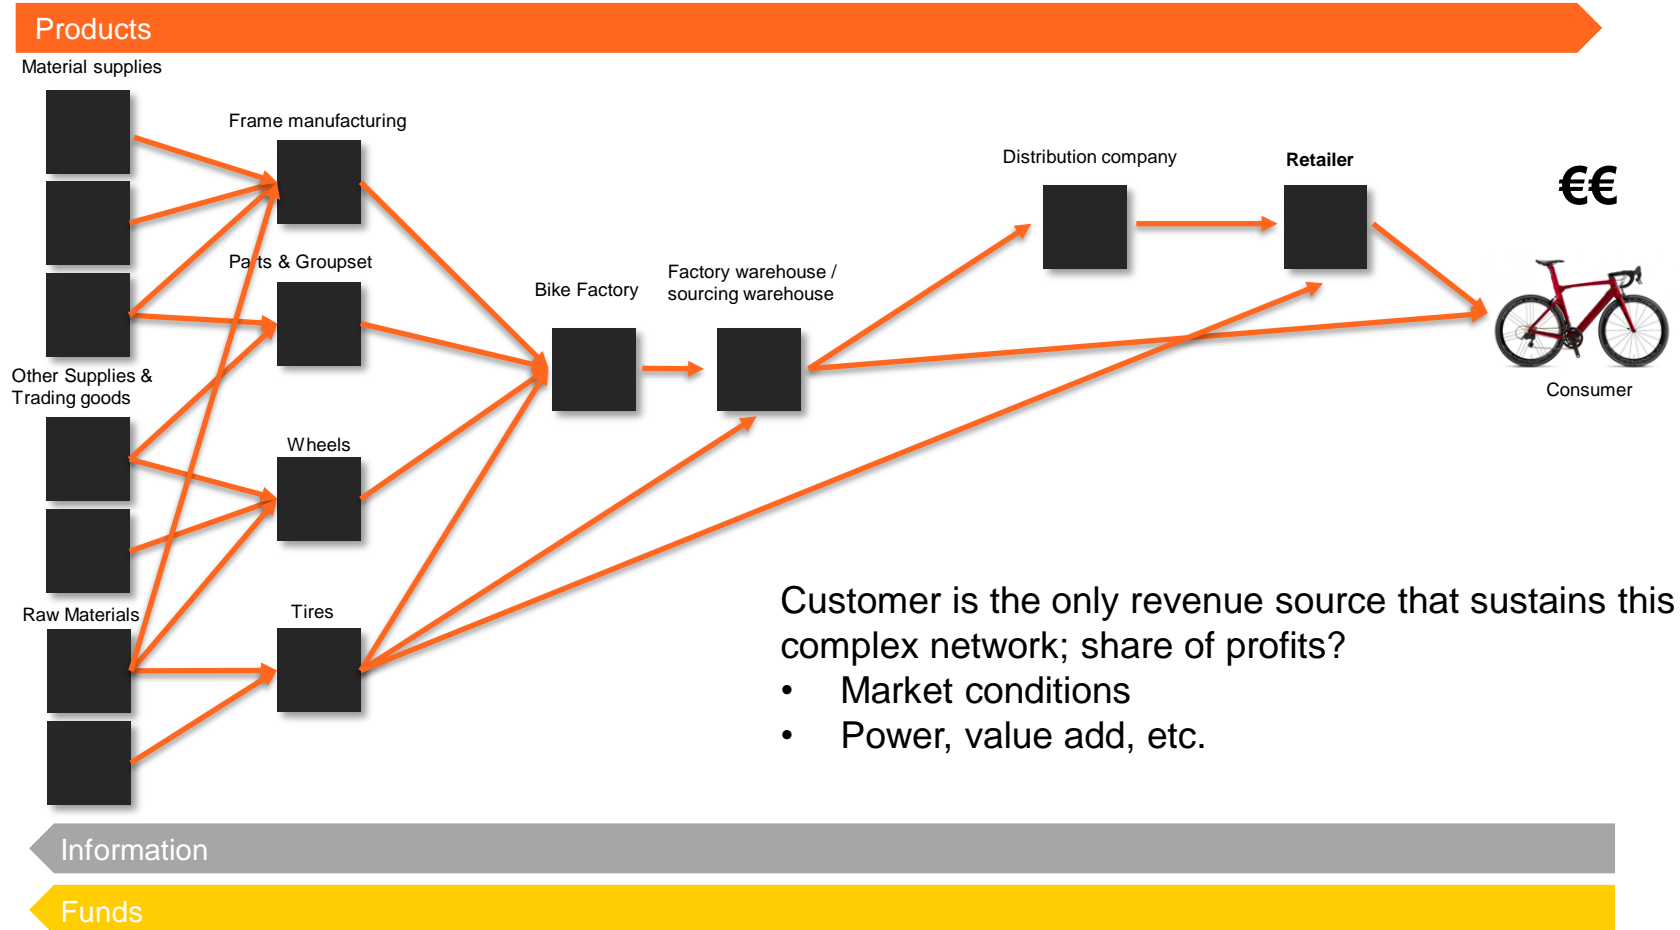 Products
Material supplies
Frame manufacturing
Parts & Groupset
Other Supplies &
Trading goods
Wheels
Raw Materials
Tires
Bike Factory
Factory warehouse /
sourcing warehouse
Distribution company
Retailer
€€
Consumer
Customer is the only revenue source that sustains this
complex network; share of profits?
• Market conditions
• Power, value add, etc.
Information
Funds